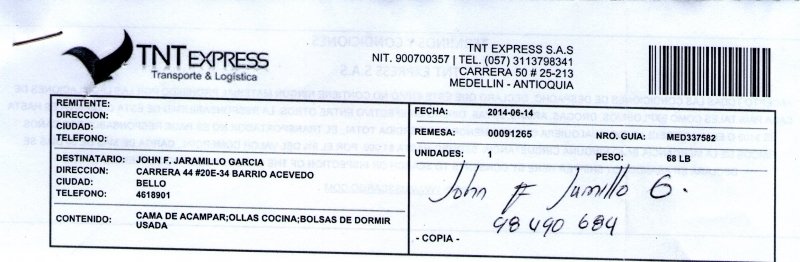 TNT EXPRESS
Transporte & Logística
TNT EXPRESS S.A.S
NIT. 900700357 | TEL. (057) 3113798341
CARRERA 50 # 25-213
MEDELLIN - ANTIOQUIA
REMITENTE:
DIRECCION:
CIUDAD:
TELEFONO:
DESTINATARIO: JOHN F. JARAMILLO GARCIA
DIRECCION: CARRERA 44 #20E-34 BARRIO ACEVEDO
CIUDAD: BELLO
TELEFONO: 4618901
CONTENIDO: CAMA DE ACAMPAR;OLLAS COCINA;BOLSAS DE DORMIR
USADA
FECHA: 2014-06-14
REMESA: 00091265 NRO. GUIA: MED337582
UNIDADES: 1 PESO: 68 LB
John F Jamillo G.
98 490 684
- COPIA -